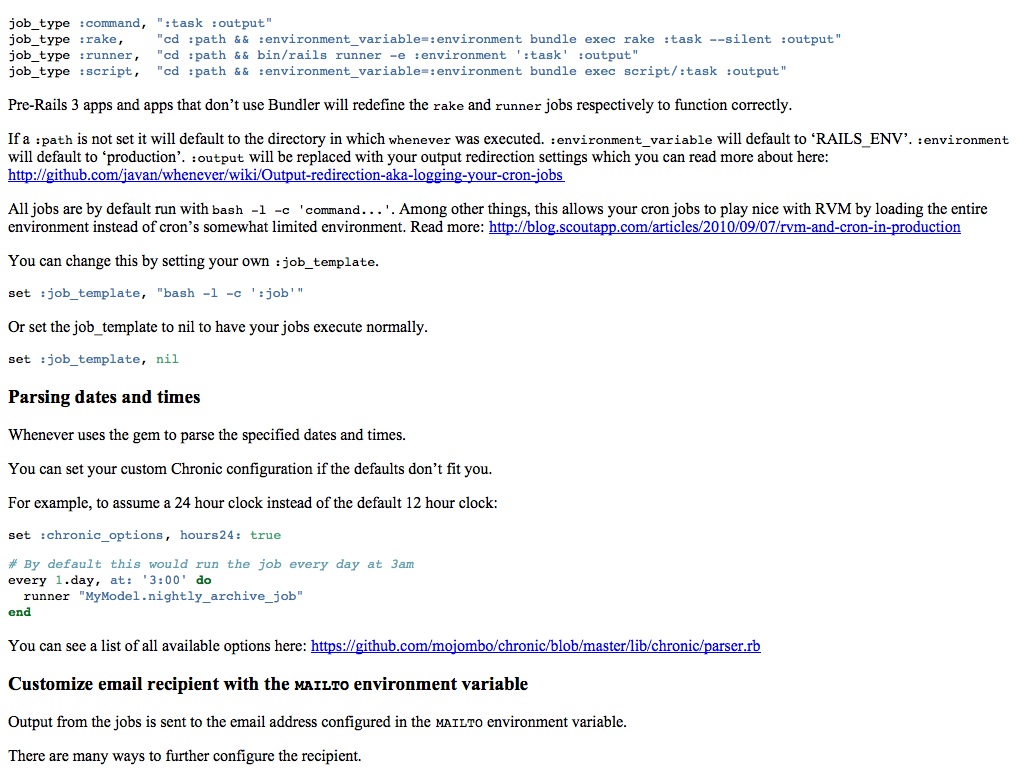 job_type :command, ":task :output"
job_type :rake,    "cd :path && :environment_variable=:environment bundle exec rake :task --silent :output"
job_type :runner,  "cd :path && bin/rails runner -e :environment ':task' :output"
job_type :script,  "cd :path && :environment_variable=:environment bundle exec script/:task :output"
Pre-Rails 3 apps and apps that don’t use Bundler will redefine the rake and runner jobs respectively to function correctly.
If a :path is not set it will default to the directory in which whenever was executed. :environment_variable will default to ‘RAILS_ENV’. :environment
will default to ‘production’. :output will be replaced with your output redirection settings which you can read more about here:
http://github.com/javan/whenever/wiki/Output-redirection-aka-logging-your-cron-jobs
All jobs are by default run with bash -l -c 'command...'. Among other things, this allows your cron jobs to play nice with RVM by loading the entire
environment instead of cron’s somewhat limited environment. Read more: http://blog.scoutapp.com/articles/2010/09/07/rvm-and-cron-in-production
You can change this by setting your own :job_template.
set :job_template, "bash -l -c ':job'"
Or set the job_template to nil to have your jobs execute normally.
set :job_template, nil
Parsing dates and times
Whenever uses the gem to parse the specified dates and times.
You can set your custom Chronic configuration if the defaults don’t fit you.
For example, to assume a 24 hour clock instead of the default 12 hour clock:
set :chronic_options, hours24: true
# By default this would run the job every day at 3am
every 1.day, at: '3:00' do
  runner "MyModel.nightly_archive_job"
end
You can see a list of all available options here: https://github.com/mojombo/chronic/blob/master/lib/chronic/parser.rb
Customize email recipient with the MAILTO environment variable
Output from the jobs is sent to the email address configured in the MAILTO environment variable.
There are many ways to further configure the recipient.